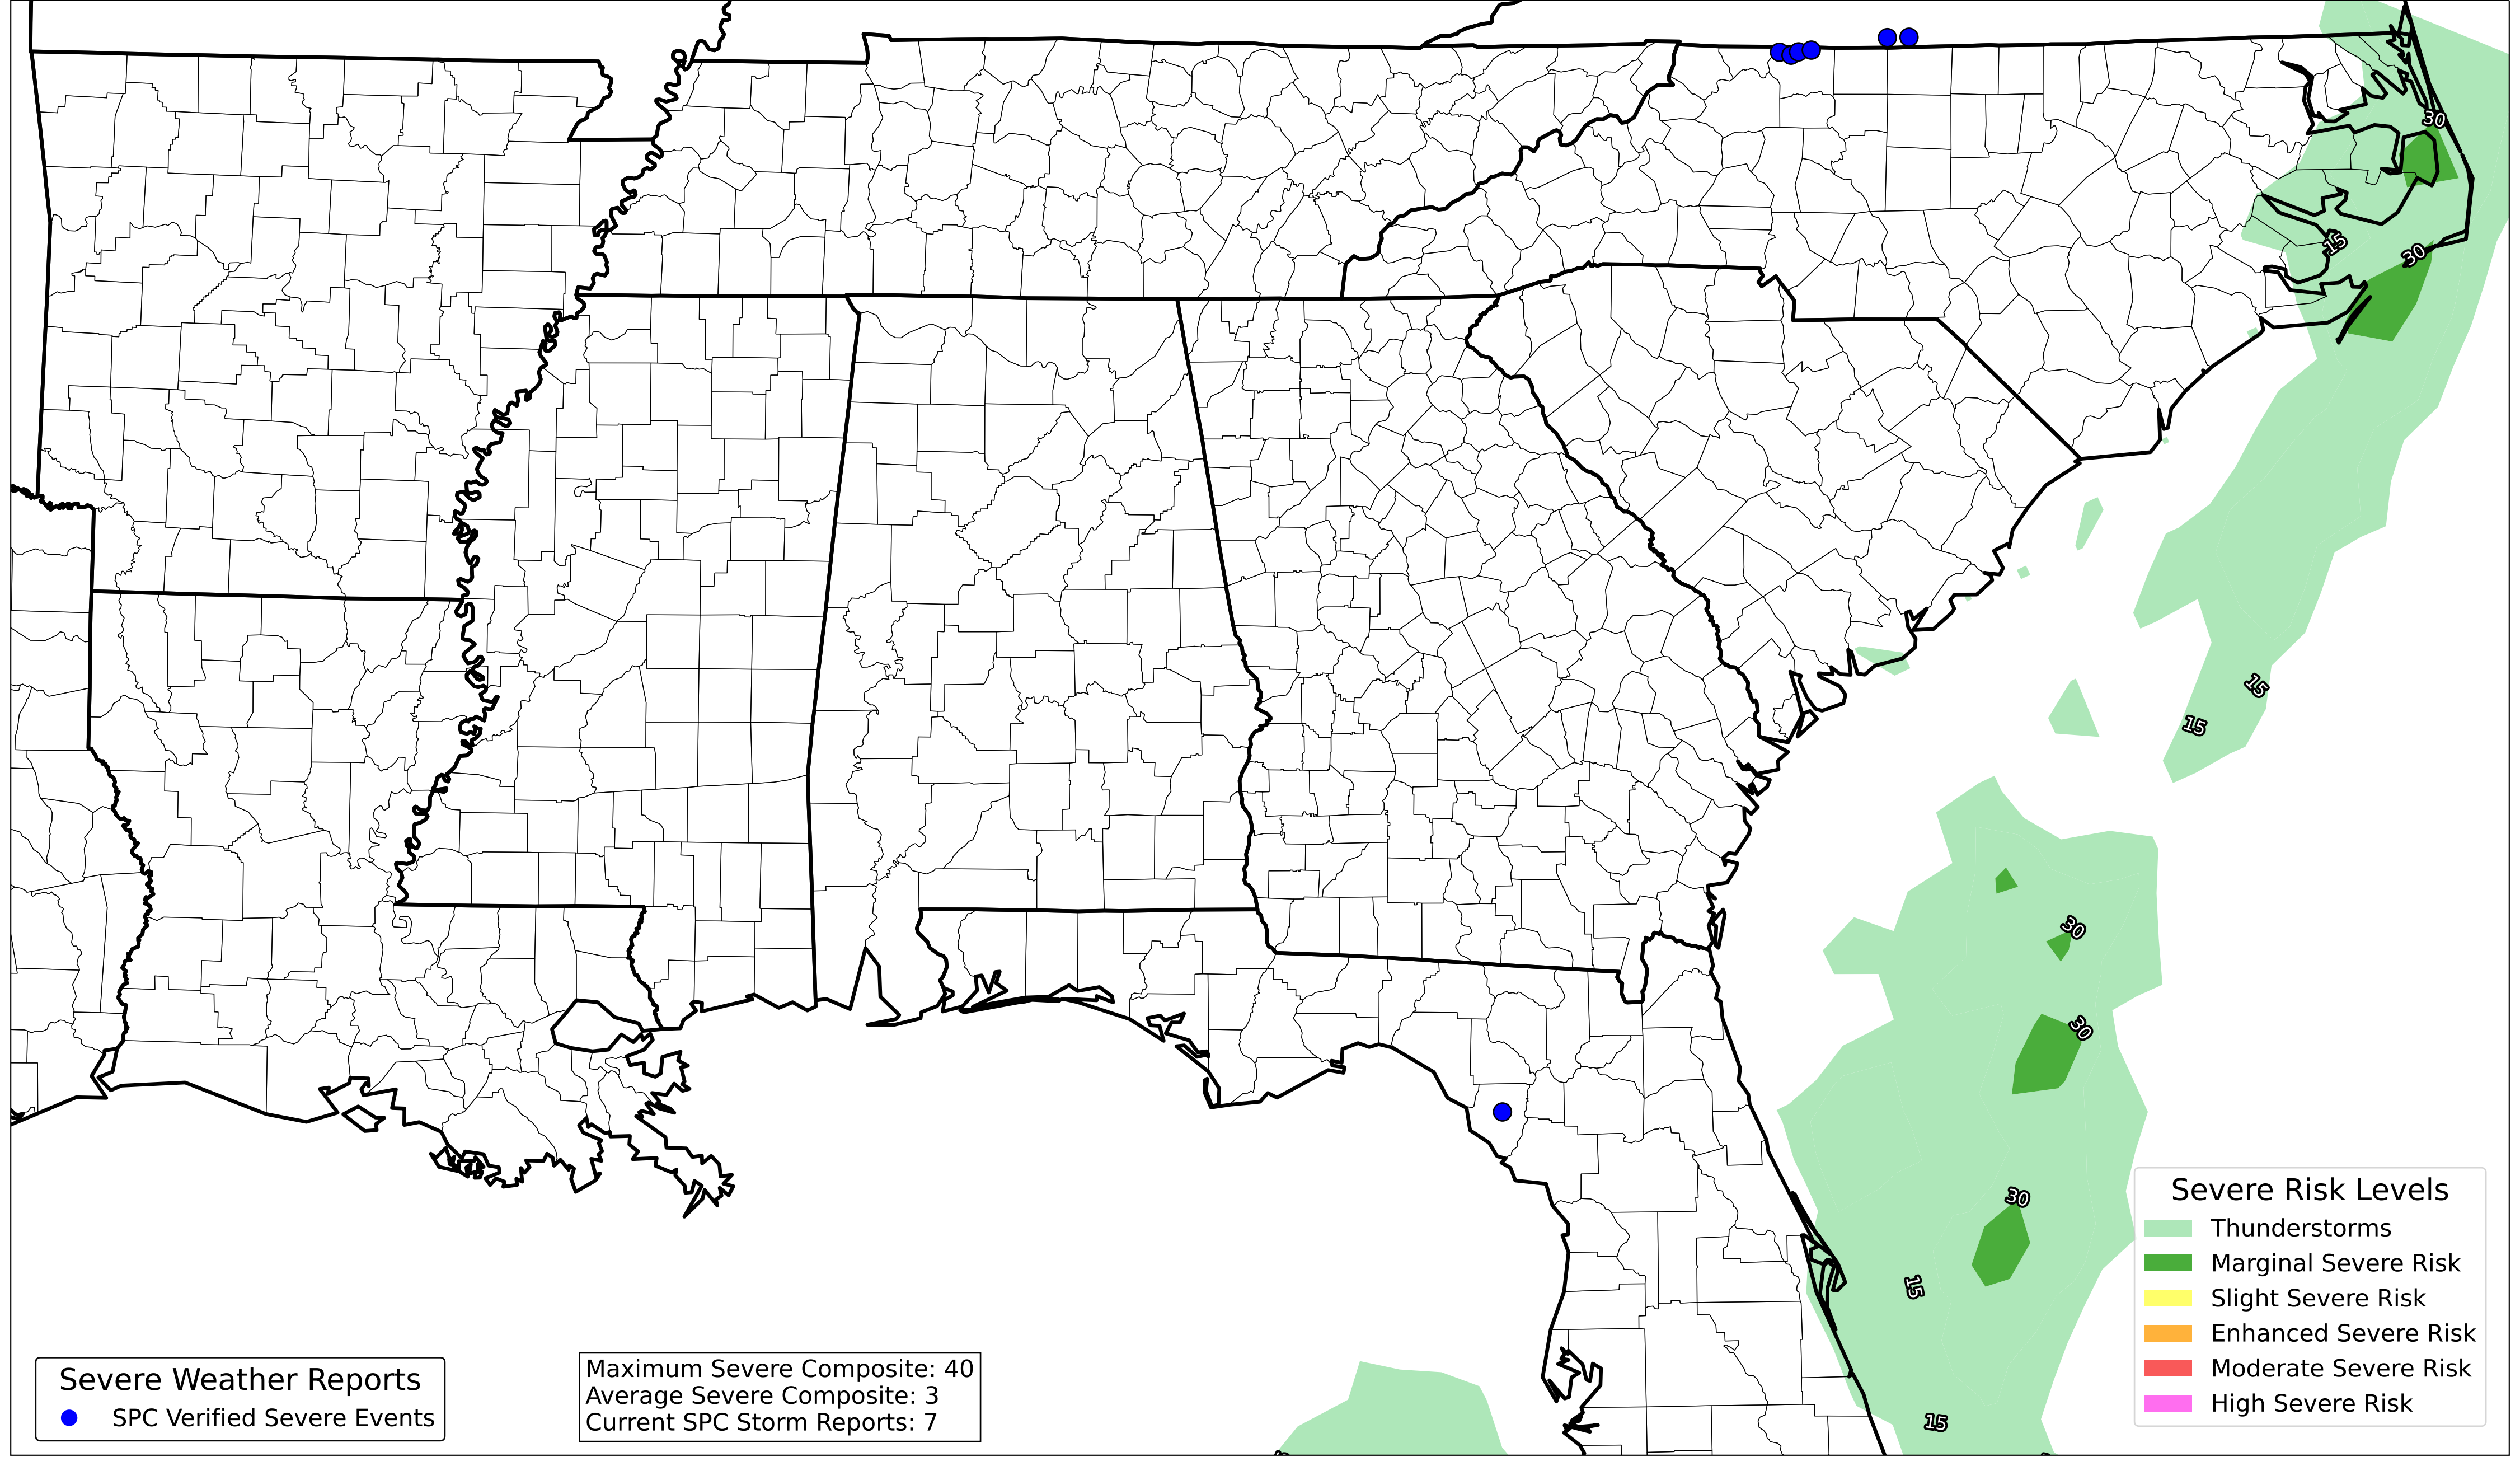 30
15
30
15
15
30
30
30
15
15
Severe Risk Levels
Thunderstorms
Marginal Severe Risk
Slight Severe Risk
Enhanced Severe Risk
Moderate Severe Risk
High Severe Risk
Severe Weather Reports
SPC Verified Severe Events
Maximum Severe Composite: 40
Average Severe Composite: 3
Current SPC Storm Reports: 7